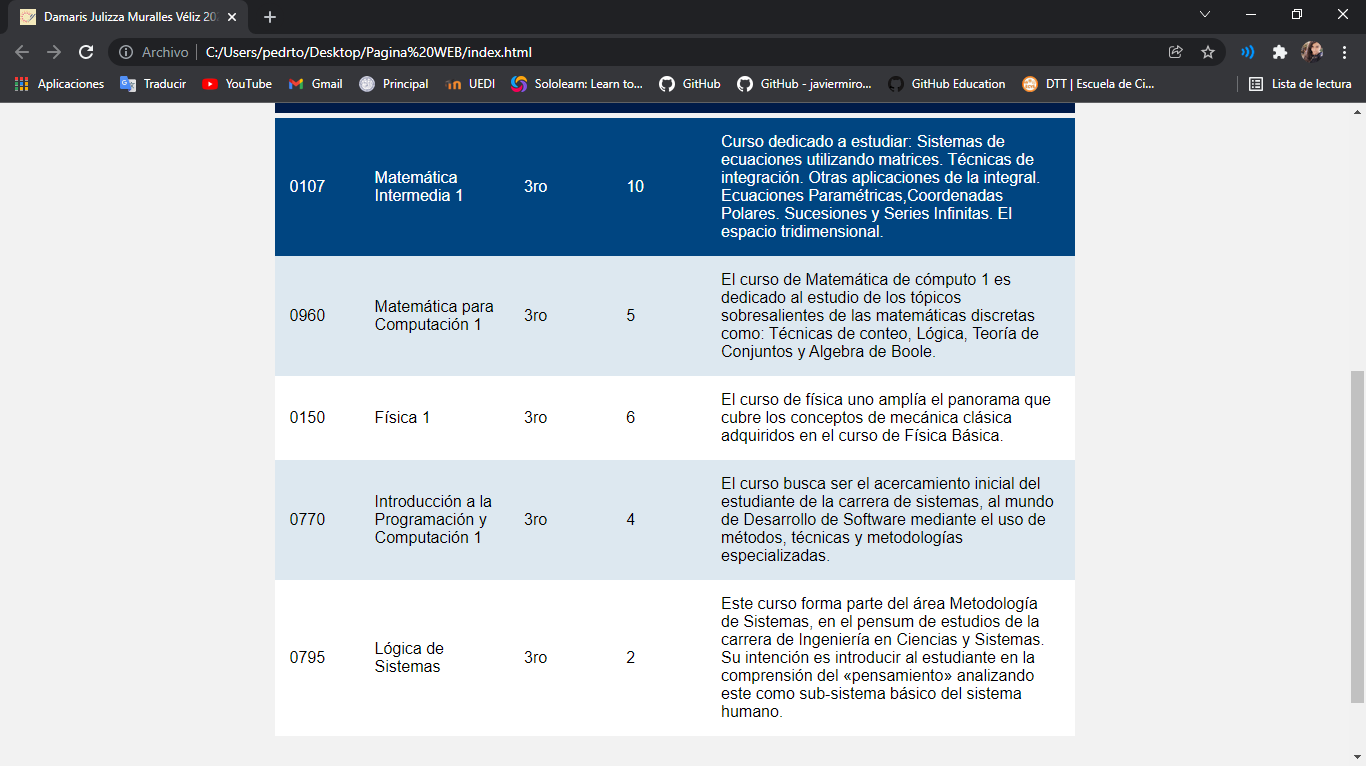 Damaris Julizza Muralles Véliz 20
Archivo C:/Users/pedrto/Desktop/Pagina%20WEB/index.html
Aplicaciones Traducir YouTube Gmail Principal UEDI Sololearn: Learn to... GitHub GitHub - javiermiro... GitHub Education DTT | Escuela de Ci... Lista de lectura
0107
Matemática
Intermedia 1
3ro
10
Curso dedicado a estudiar: Sistemas de
ecuaciones utilizando matrices. Técnicas de
integración. Otras aplicaciones de la integral.
Ecuaciones Paramétricas,Coordenadas
Polares. Sucesiones y Series Infinitas. El
espacio tridimensional.
0960
Matemática para
Computación 1
3ro
5
El curso de Matemática de cómputo 1 es
dedicado al estudio de los tópicos
sobresalientes de las matemáticas discretas
como: Técnicas de conteo, Lógica, Teoría de
Conjuntos y Algebra de Boole.
0150
Física 1
3ro
6
El curso de física uno amplía el panorama que
cubre los conceptos de mecánica clásica
adquiridos en el curso de Física Básica.
0770
Introducción a la
Programación y
Computación 1
3ro
4
El curso busca ser el acercamiento inicial del
estudiante de la carrera de sistemas, al mundo
de Desarrollo de Software mediante el uso de
métodos, técnicas y metodologías
especializadas.
0795
Lógica de
Sistemas
3ro
2
Este curso forma parte del área Metodología
de Sistemas, en el pensum de estudios de la
carrera de Ingeniería en Ciencias y Sistemas.
Su intención es introducir al estudiante en la
comprensión del «pensamiento» analizando
este como sub-sistema básico del sistema
humano.